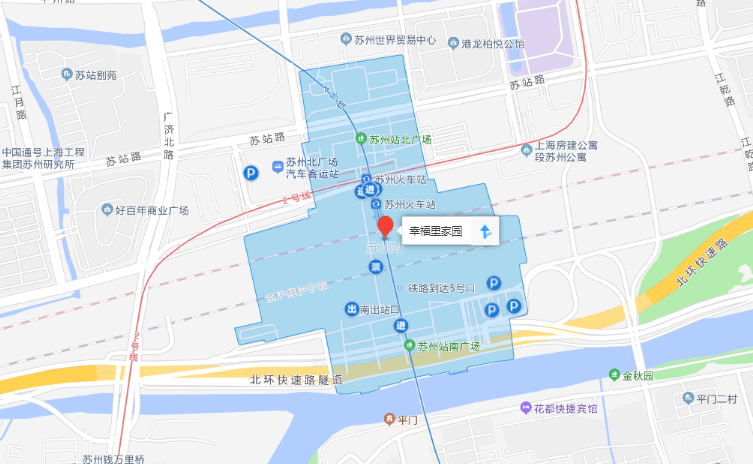 苏州世界贸易中心
港龙柏悦公馆
苏站别苑
苏站路
江乾路
江月路
广济北路
苏站路
苏州站北广场
江乾路
中国通号上海工程
集团苏州研究所
苏站路
苏州北广场
汽车客运站
上海房建公寓
段苏州公寓
P
苏州火车站
进
2号线
苏州火车站
好百年商业广场
幸福里家园
苏州站
北环快速路
票
铁路到达5号口
P
出
南出站口
P
P
进
2号线
苏州站南广场
北环快速路隧道
金秋园
平门二村
花都快捷宾馆
平门
苏州钱万里桥